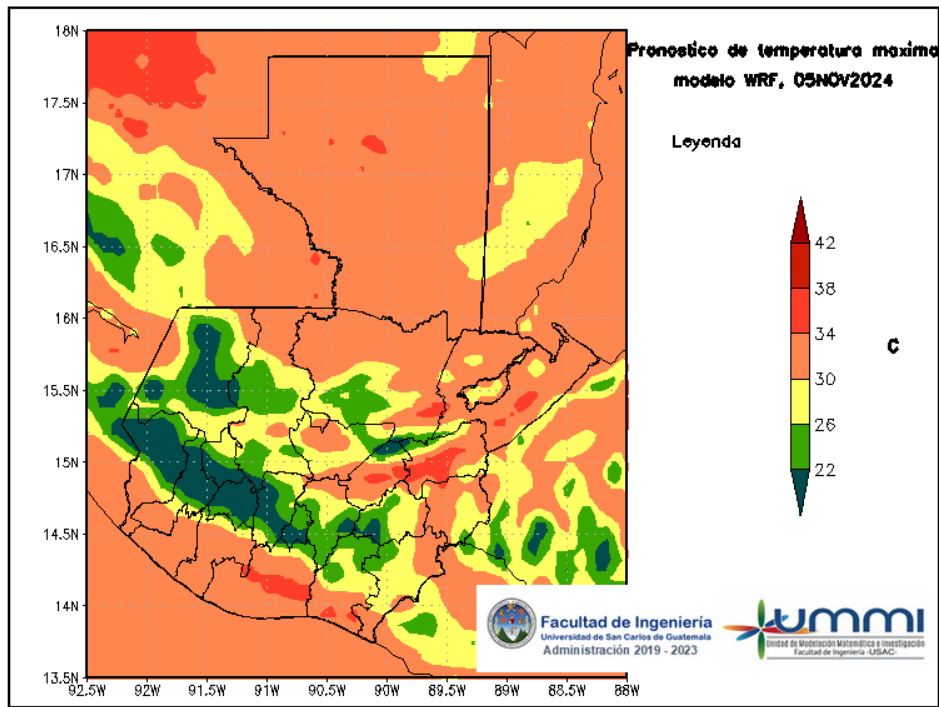 Pronostico de temperatura maxima
modelo WRF, 05NOV2024
Leyenda
42
38
34
30
26
22
C
18N
17.5N
17N
16.5N
16N
15.5N
15N
14.5N
14N
13.5N
92.5W
92W
91.5W
91W
90.5W
90W
89.5W
89W
88.5W
88W
Facultad de Ingeniería
Universidad de San Carlos de Guatemala
Administración 2019 - 2023
UMMI
Unidad de Modelación Matemática e Investigación
Facultad de Ingeniería -USAC-